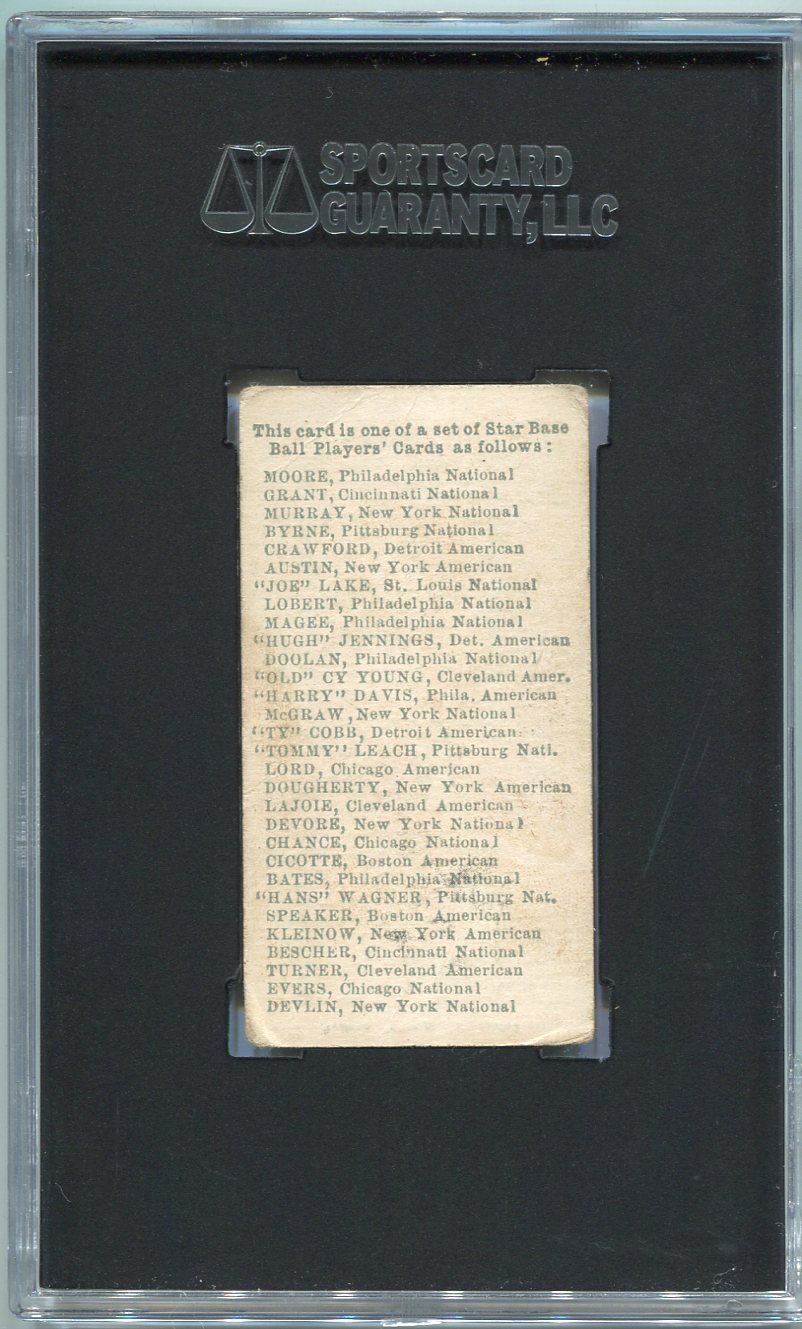 SPORTSCARD
GUARANTY, LLC
This card is one of a set of Star Base
Ball Players' Cards as follows:
MOORE, Philadelphia National
GRANT, Cincinnati National
MURRAY, New York National
BYRNE, Pittsburg National
CRAWFORD, Detroit American
AUSTIN, New York American
"JOE" LAKE, St. Louis National
LOBERT, Philadelphia National
MAGEE, Philadelphia National
"HUGH" JENNINGS, Det. American
DOOLAN, Philadelphia National
"OLD" CY YOUNG, Cleveland Amer.
"HARRY" DAVIS, Phila. American
McGRAW, New York National
"TY" COBB, Detroit American
"TOMMY" LEACH, Pittsburg Natl.
LORD, Chicago American
DOUGHERTY, New York American
LAJOIE, Cleveland American
DEVORE, New York National
CHANCE, Chicago National
CICOTTE, Boston American
BATES, Philadelphia National
"HANS" WAGNER, Pittsburg Nat.
SPEAKER, Boston American
KLEINOW, New York American
BESCHER, Cincinnati National
TURNER, Cleveland American
EVERS, Chicago National
DEVLIN, New York National